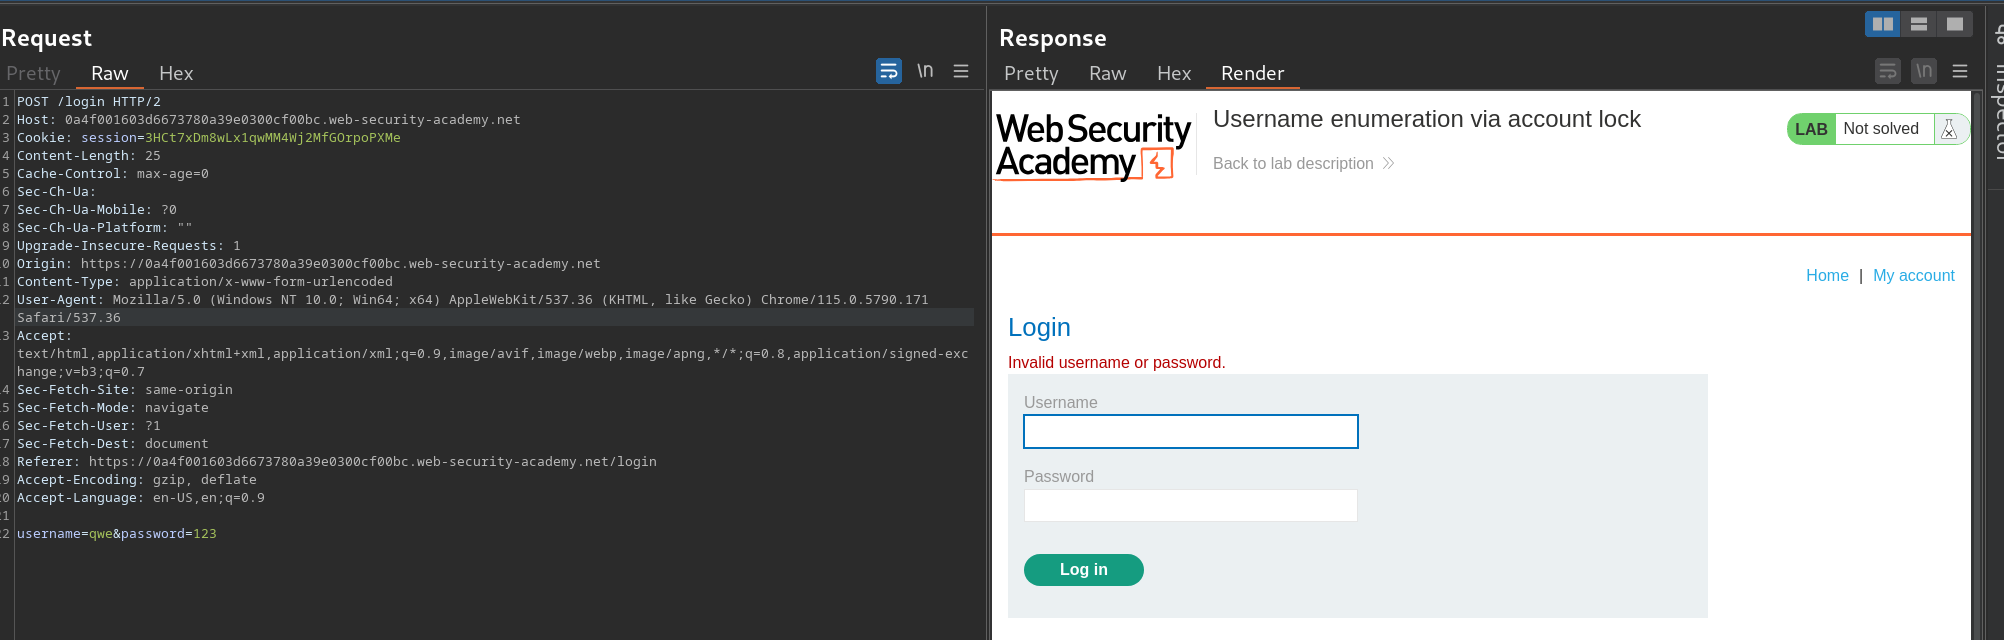 Request
Pretty Raw Hex
\n
1 POST /login HTTP/2
2 Host: 0a4f001603d6673780a39e0300cf00bc.web-security-academy.net
3 Cookie: session=3HCt7xDm8wLx1qwMM4Wj2MfGOrpoPXMe
4 Content-Length: 25
5 Cache-Control: max-age=0
6 Sec-Ch-Ua:
7 Sec-Ch-Ua-Mobile: ?0
8 Sec-Ch-Ua-Platform: ""
9 Upgrade-Insecure-Requests: 1
0 Origin: https://0a4f001603d6673780a39e0300cf00bc.web-security-academy.net
1 Content-Type: application/x-www-form-urlencoded
2 User-Agent: Mozilla/5.0 (Windows NT 10.0; Win64; x64) AppleWebKit/537.36 (KHTML, like Gecko) Chrome/115.0.5790.171
Safari/537.36
3 Accept:
text/html,application/xhtml+xml,application/xml;q=0.9,image/avif,image/webp,image/apng,*/*;q=0.8,application/signed-exc
hange;v=b3;q=0.7
4 Sec-Fetch-Site: same-origin
5 Sec-Fetch-Mode: navigate
6 Sec-Fetch-User: ?1
7 Sec-Fetch-Dest: document
8 Referer: https://0a4f001603d6673780a39e0300cf00bc.web-security-academy.net/login
9 Accept-Encoding: gzip, deflate
20 Accept-Language: en-US,en;q=0.9
21
22 username=qwe&password=123
Response
Pretty Raw Hex Render
\n
Web Security
Academy
Username enumeration via account lock
Back to lab description
LAB Not solved
Home | My account
Login
Invalid username or password.
Username
Password
Log in
Inspector